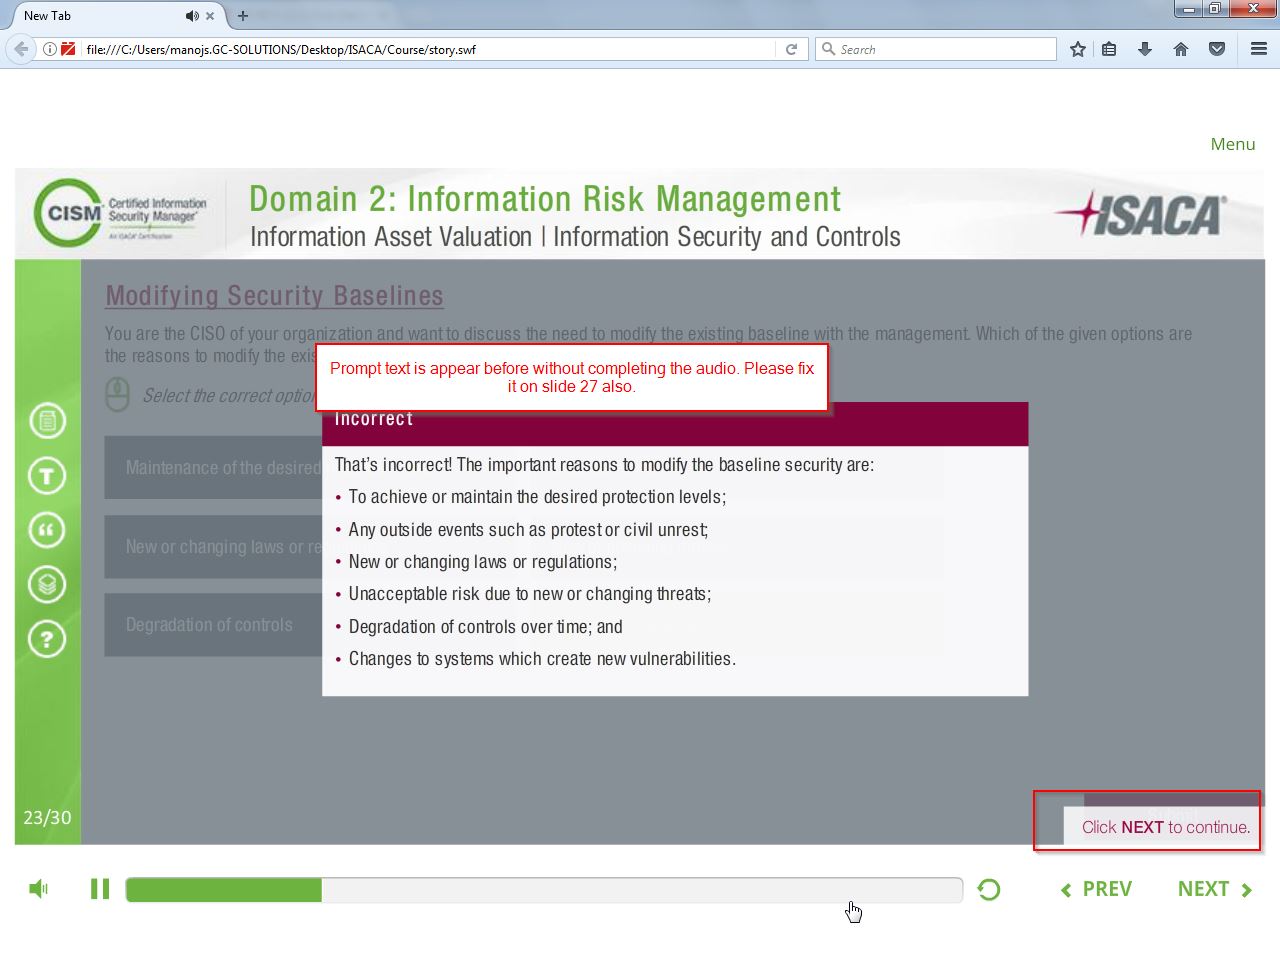 New Tab
file:///C:/Users/manojs.GC-SOLUTIONS/Desktop/ISACA/Course/story.swf
Search
Menu
CISM
Certified Information
Security Manager®
An ISACA® Certification
Domain 2: Information Risk Management
Information Asset Valuation | Information Security and Controls
ISACA®
Modifying Security Baselines
You are the CISO of your organization and want to discuss the need to modify the existing baseline with the management. Which of the given options are
the reasons to modify the exis
Prompt text is appear before without completing the audio. Please fix
it on slide 27 also.
Select the correct option
Incorrect
Maintenance of the desired
That's incorrect! The important reasons to modify the baseline security are:
• To achieve or maintain the desired protection levels;
• Any outside events such as protest or civil unrest;
New or changing laws or re
• New or changing laws or regulations;
• Unacceptable risk due to new or changing threats;
Degradation of controls
• Degradation of controls over time; and
• Changes to systems which create new vulnerabilities.
T
?
23/30
Click NEXT to continue.
PREV
NEXT